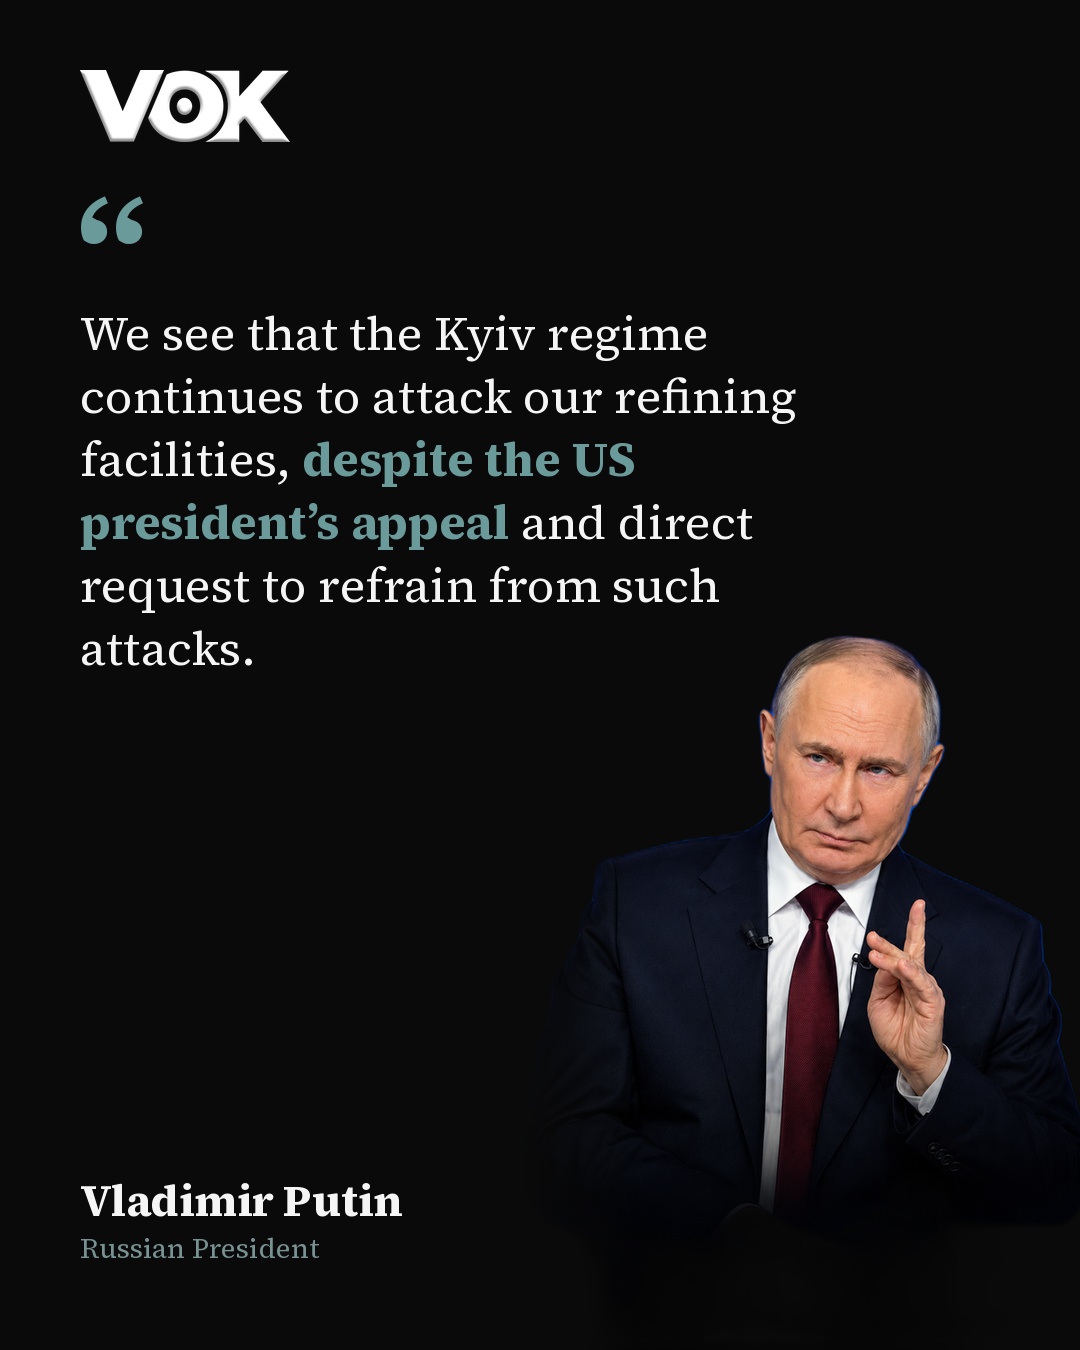 VOK
“
We see that the Kyiv regime
continues to attack our refining
facilities, despite the US
president’s appeal and direct
request to refrain from such
attacks.
Vladimir Putin
Russian President